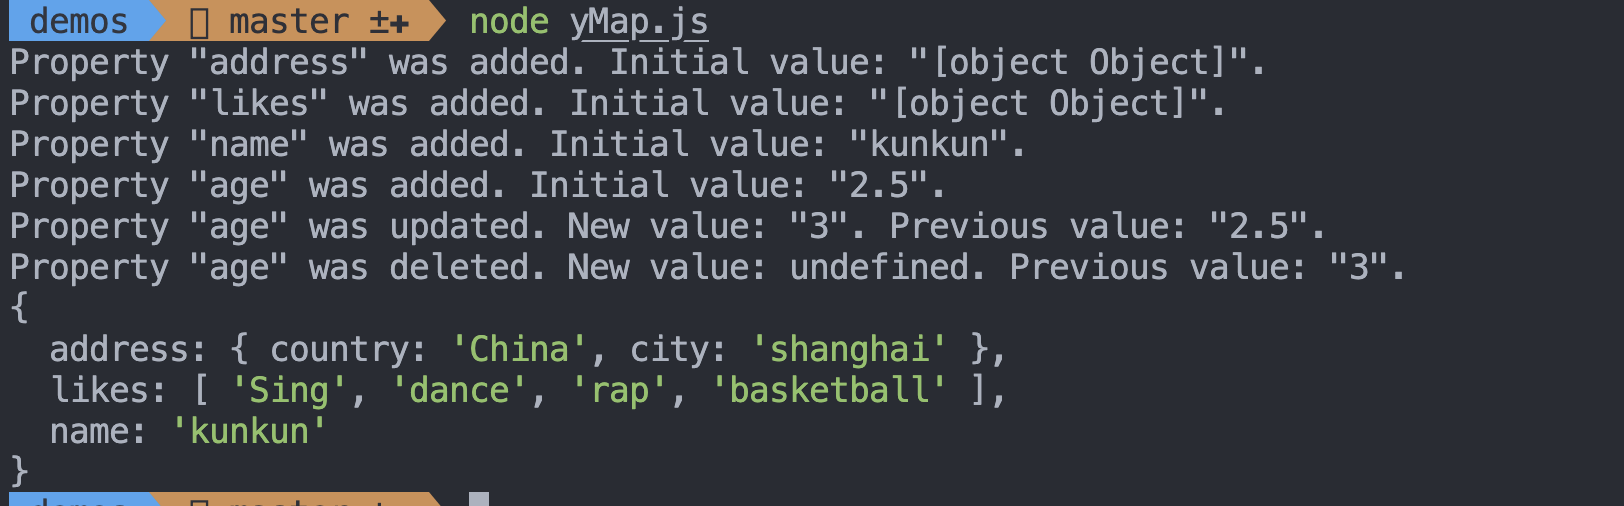 demos master ±+ node yMap.js
Property "address" was added. Initial value: "[object Object]".
Property "likes" was added. Initial value: "[object Object]".
Property "name" was added. Initial value: "kunkun".
Property "age" was added. Initial value: "2.5".
Property "age" was updated. New value: "3". Previous value: "2.5".
Property "age" was deleted. New value: undefined. Previous value: "3".
{
  address: { country: 'China', city: 'shanghai' },
  likes: [ 'Sing', 'dance', 'rap', 'basketball' ],
  name: 'kunkun'
}
demos master